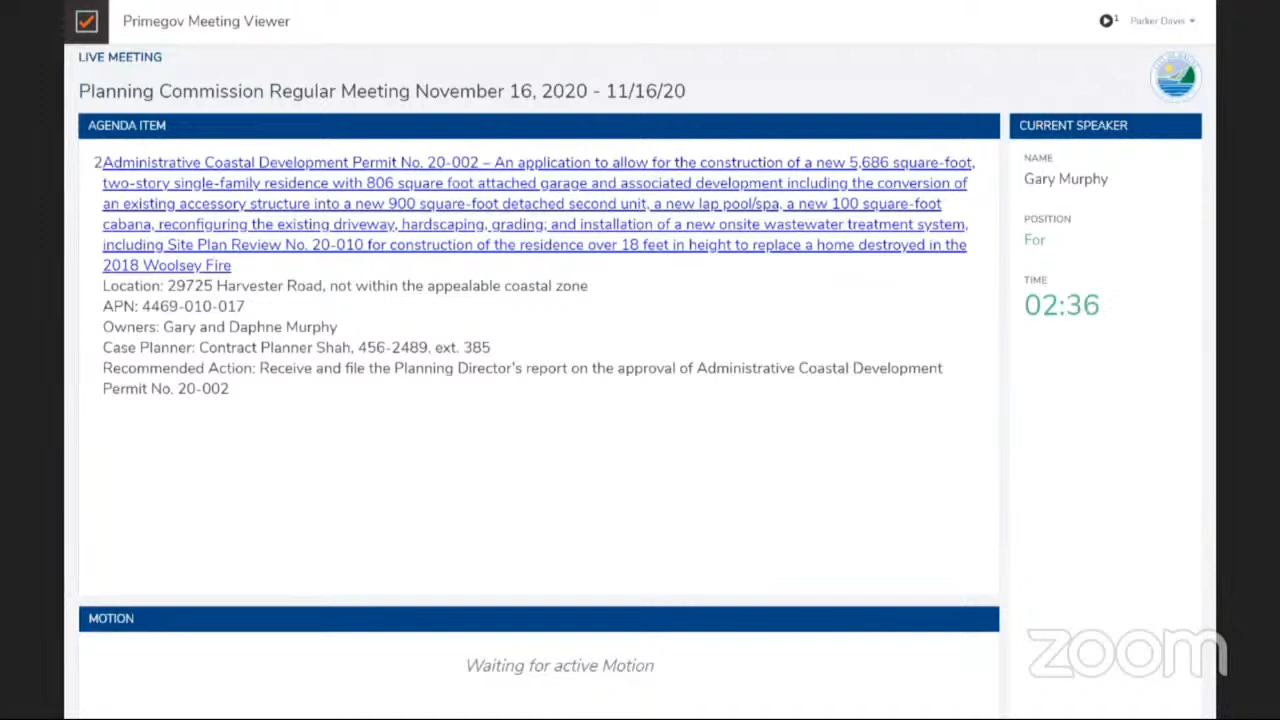 Primegov Meeting Viewer
1
Parker Davis
LIVE MEETING
Planning Commission Regular Meeting November 16, 2020 - 11/16/20
AGENDA ITEM
2Administrative Coastal Development Permit No. 20-002 – An application to allow for the construction of a new 5,686 square-foot,
two-story single-family residence with 806 square foot attached garage and associated development including the conversion of
an existing accessory structure into a new 900 square-foot detached second unit, a new lap pool/spa, a new 100 square-foot
cabana, reconfiguring the existing driveway, hardscaping, grading; and installation of a new onsite wastewater treatment system,
including Site Plan Review No. 20-010 for construction of the residence over 18 feet in height to replace a home destroyed in the
2018 Woolsey Fire
Location: 29725 Harvester Road, not within the appealable coastal zone
APN: 4469-010-017
Owners: Gary and Daphne Murphy
Case Planner: Contract Planner Shah, 456-2489, ext. 385
Recommended Action: Receive and file the Planning Director's report on the approval of Administrative Coastal Development
Permit No. 20-002
CURRENT SPEAKER
NAME
Gary Murphy
POSITION
For
TIME
02:36
MOTION
Waiting for active Motion
zoom